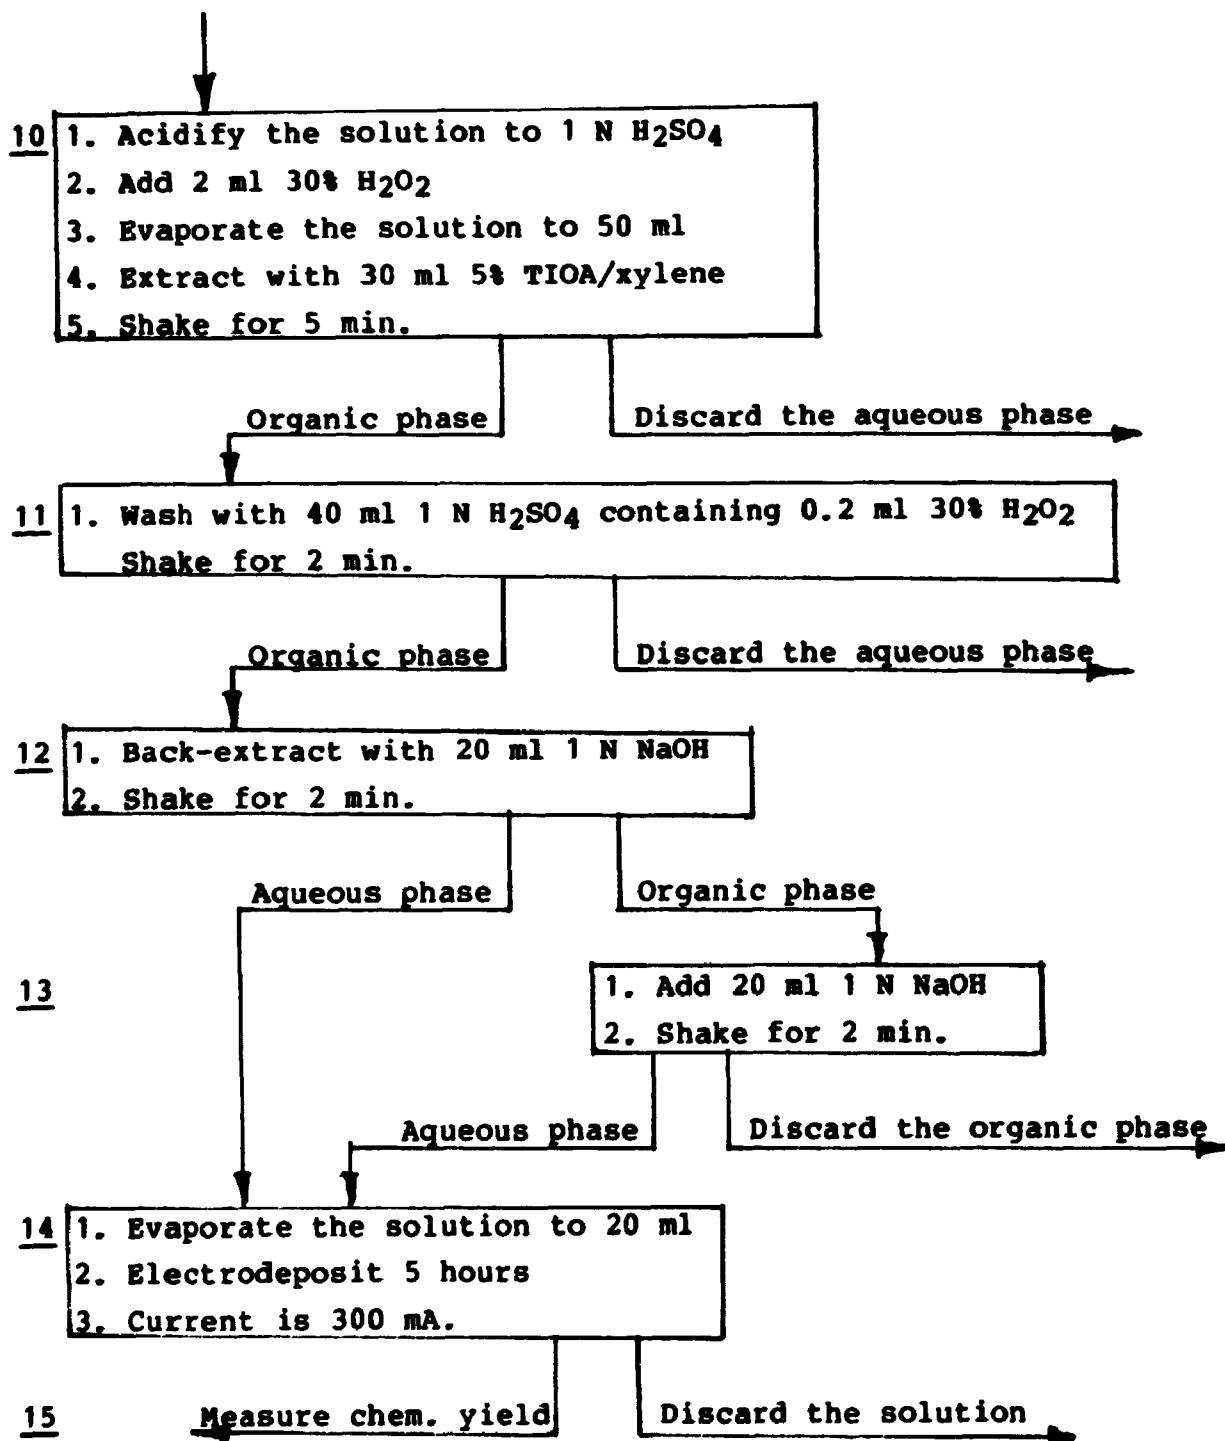 10
1. Acidify the solution to 1 N H2SO4
2. Add 2 ml 30% H2O2
3. Evaporate the solution to 50 ml
4. Extract with 30 ml 5% TIOA/xylene
5. Shake for 5 min.
Organic phase
Discard the aqueous phase
11
1. Wash with 40 ml 1 N H2SO4 containing 0.2 ml 30% H2O2
Shake for 2 min.
Organic phase
Discard the aqueous phase
12
1. Back-extract with 20 ml 1 N NaOH
2. Shake for 2 min.
Aqueous phase
Organic phase
13
1. Add 20 ml 1 N NaOH
2. Shake for 2 min.
Aqueous phase
Discard the organic phase
14
1. Evaporate the solution to 20 ml
2. Electrodeposit 5 hours
3. Current is 300 mA.
15
Measure chem. yield
Discard the solution